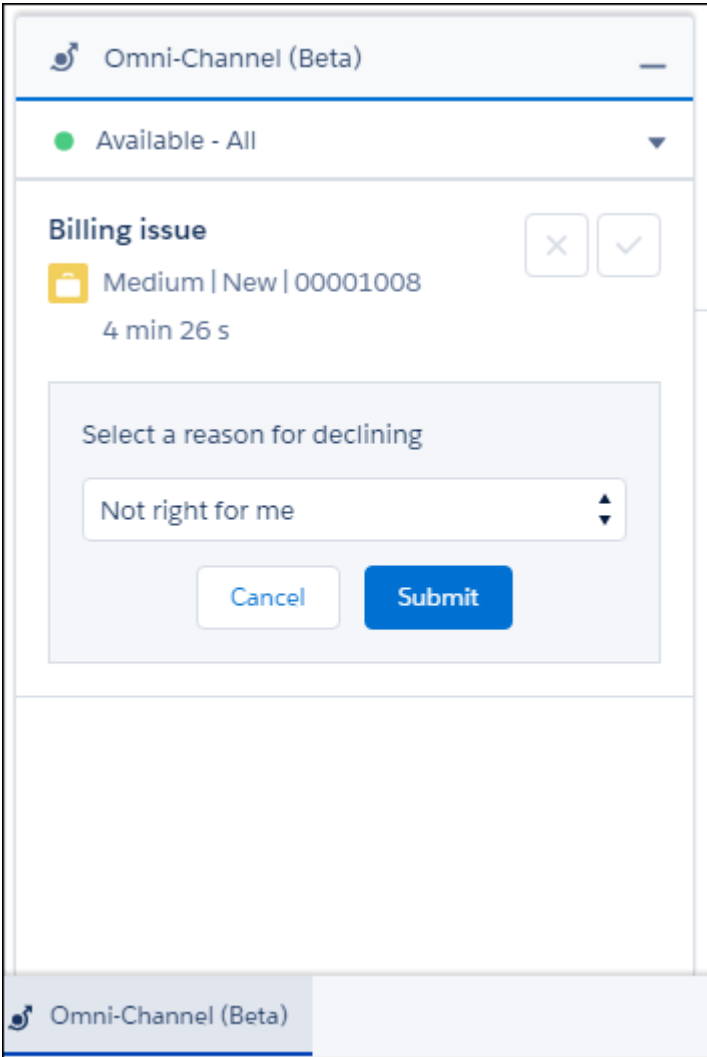 Omni-Channel (Beta)
Available - All
Billing issue
Medium | New | 00001008
4 min 26 s
Select a reason for declining
Not right for me
Cancel Submit
Omni-Channel (Beta)